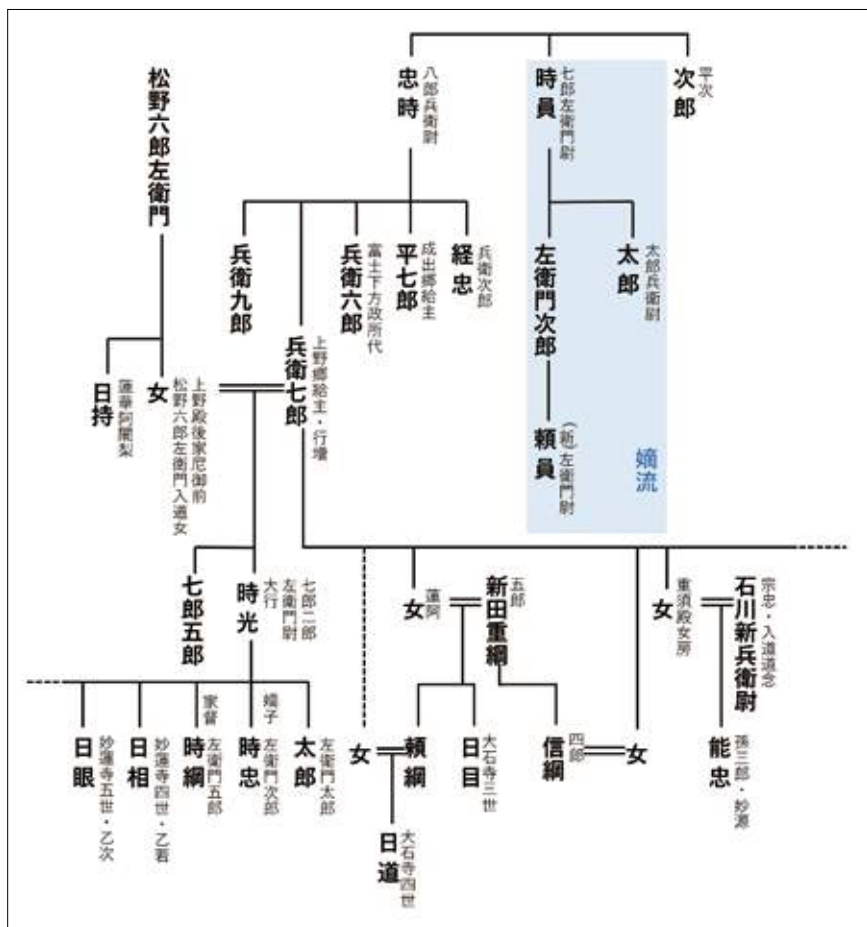 平次
次郎
七郎左衛門尉
時員
八郎兵衛尉
忠時
松野六郎左衛門
太郎兵衛尉
太郎
左衛門次郎
兵衛次郎
経忠
成出郷給主
平七郎
富士下方政所代
兵衛六郎
上野郷給主・行増
兵衛七郎
兵衛九郎
上野殿後家尼御前
松野六郎左衛門入道女
女
蓮華阿闍梨
日持
(新)左衛門尉
頼員
嫡流
宗忠・入道道念
石川新兵衛尉
重須殿女房
女
五郎
新田重綱
蓮阿
女
七郎二郎
左衛門尉
大行
時光
七郎五郎
孫三郎・妙源
能忠
女
四郎
信綱
大石寺三世
日目
頼綱
女
左衛門太郎
太郎
嫡子
左衛門次郎
時忠
家督
左衛門五郎
時綱
妙蓮寺四世・乙若
日相
妙蓮寺五世・乙次
日眼
大石寺四世
日道